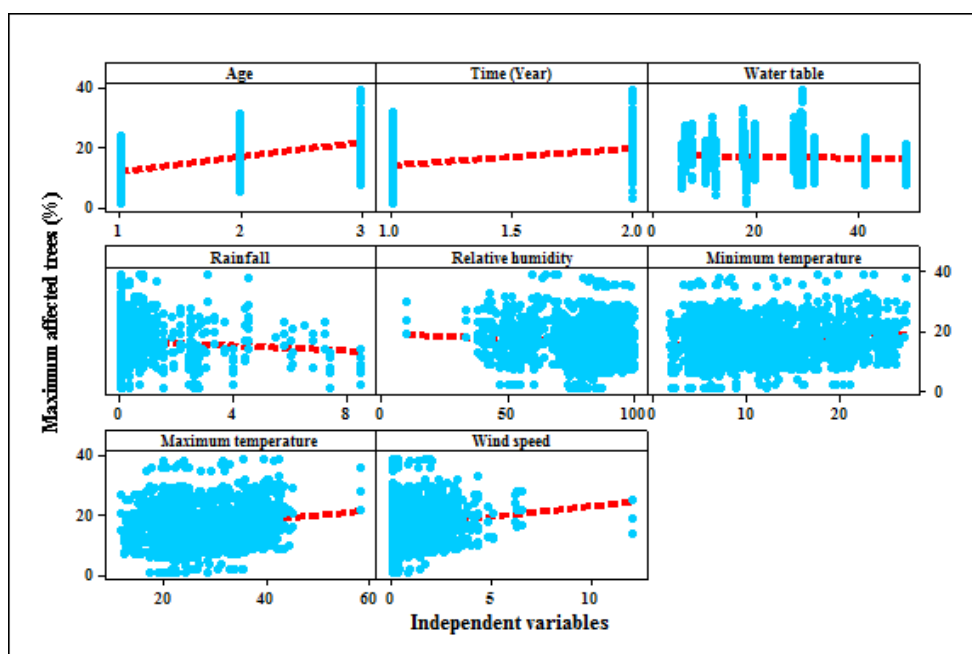 Age Time (Year) Water table
40
20
0
1 2 3 1.0 1.5 2.0 0 20 40
Rainfall Relative humidity Minimum temperature
40
20
0
0 4 8 0 50 100 0 10 20
Maximum temperature Wind speed
40
20
0
20 40 60 0 5 10
Maximum affected trees (%)
Independent variables